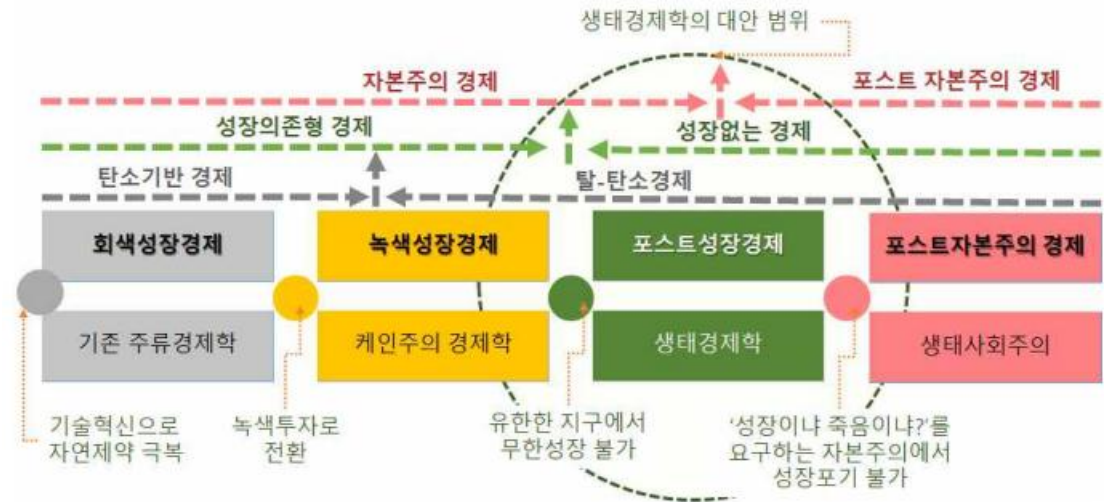 생태경제학의 대안 범위
자본주의 경제
포스트 자본주의 경제
성장의존형 경제
성장없는 경제
탄소기반 경제
탈-탄소경제
회색성장경제
녹색성장경제
포스트성장경제
포스트자본주의 경제
기존 주류경제학
케인주의 경제학
생태경제학
생태사회주의
기술혁신으로
자연제약 극복
녹색투자로
전환
유한한 지구에서
무한성장 불가
'성장이냐 죽음이냐?'를
요구하는 자본주의에서
성장포기 불가